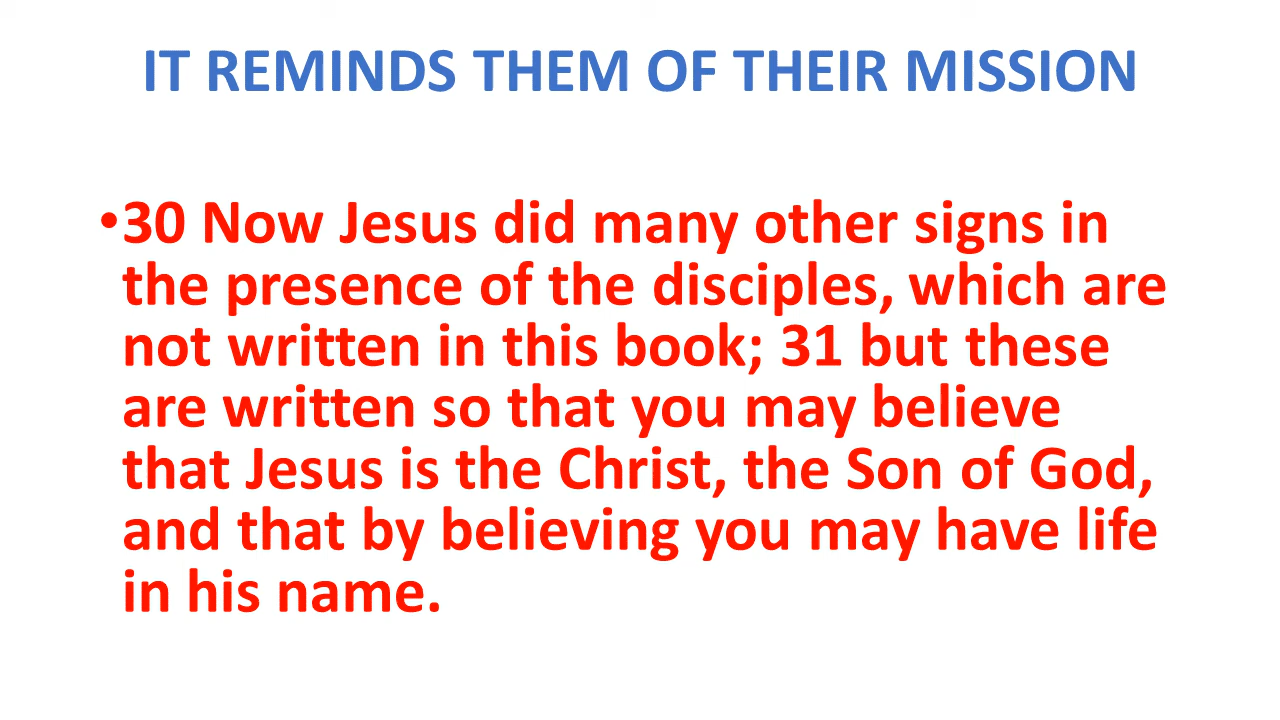 IT REMINDS THEM OF THEIR MISSION
•30 Now Jesus did many other signs in
the presence of the disciples, which are
not written in this book; 31 but these
are written so that you may believe
that Jesus is the Christ, the Son of God,
and that by believing you may have life
in his name.